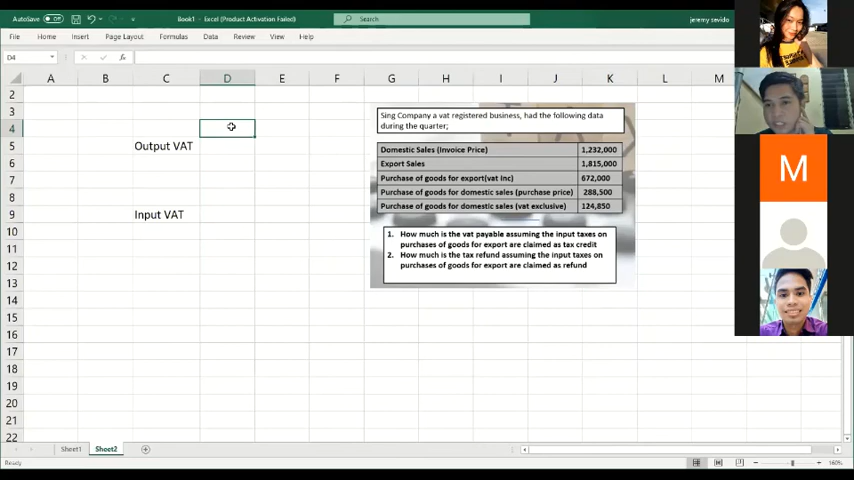 AutoSave Off
Book1 - Excel (Product Activation Failed)
Search
jeremy sevido
File Home Insert Page Layout Formulas Data Review View Help
D4 fx
A B C D E F G H I J K L M
2
3
4
5 Output VAT
6
7
8
9 Input VAT
10
11
12
13
14
15
16
17
18
19
20
21
22
Sing Company a vat registered business, had the following data
during the quarter;
Domestic Sales (Invoice Price) 1,232,000
Export Sales 1,815,000
Purchase of goods for export(vat Inc) 672,000
Purchase of goods for domestic sales (purchase price) 288,500
Purchase of goods for domestic sales (vat exclusive) 124,850
1. How much is the vat payable assuming the input taxes on
purchases of goods for export are claimed as tax credit
2. How much is the tax refund assuming the input taxes on
purchases of goods for export are claimed as refund
M
Sheet1 Sheet2
Ready
160%